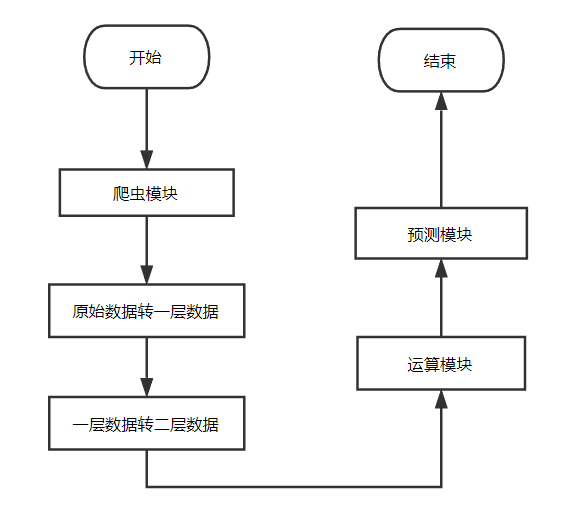 开始
爬虫模块
原始数据转一层数据
一层数据转二层数据
运算模块
预测模块
结束